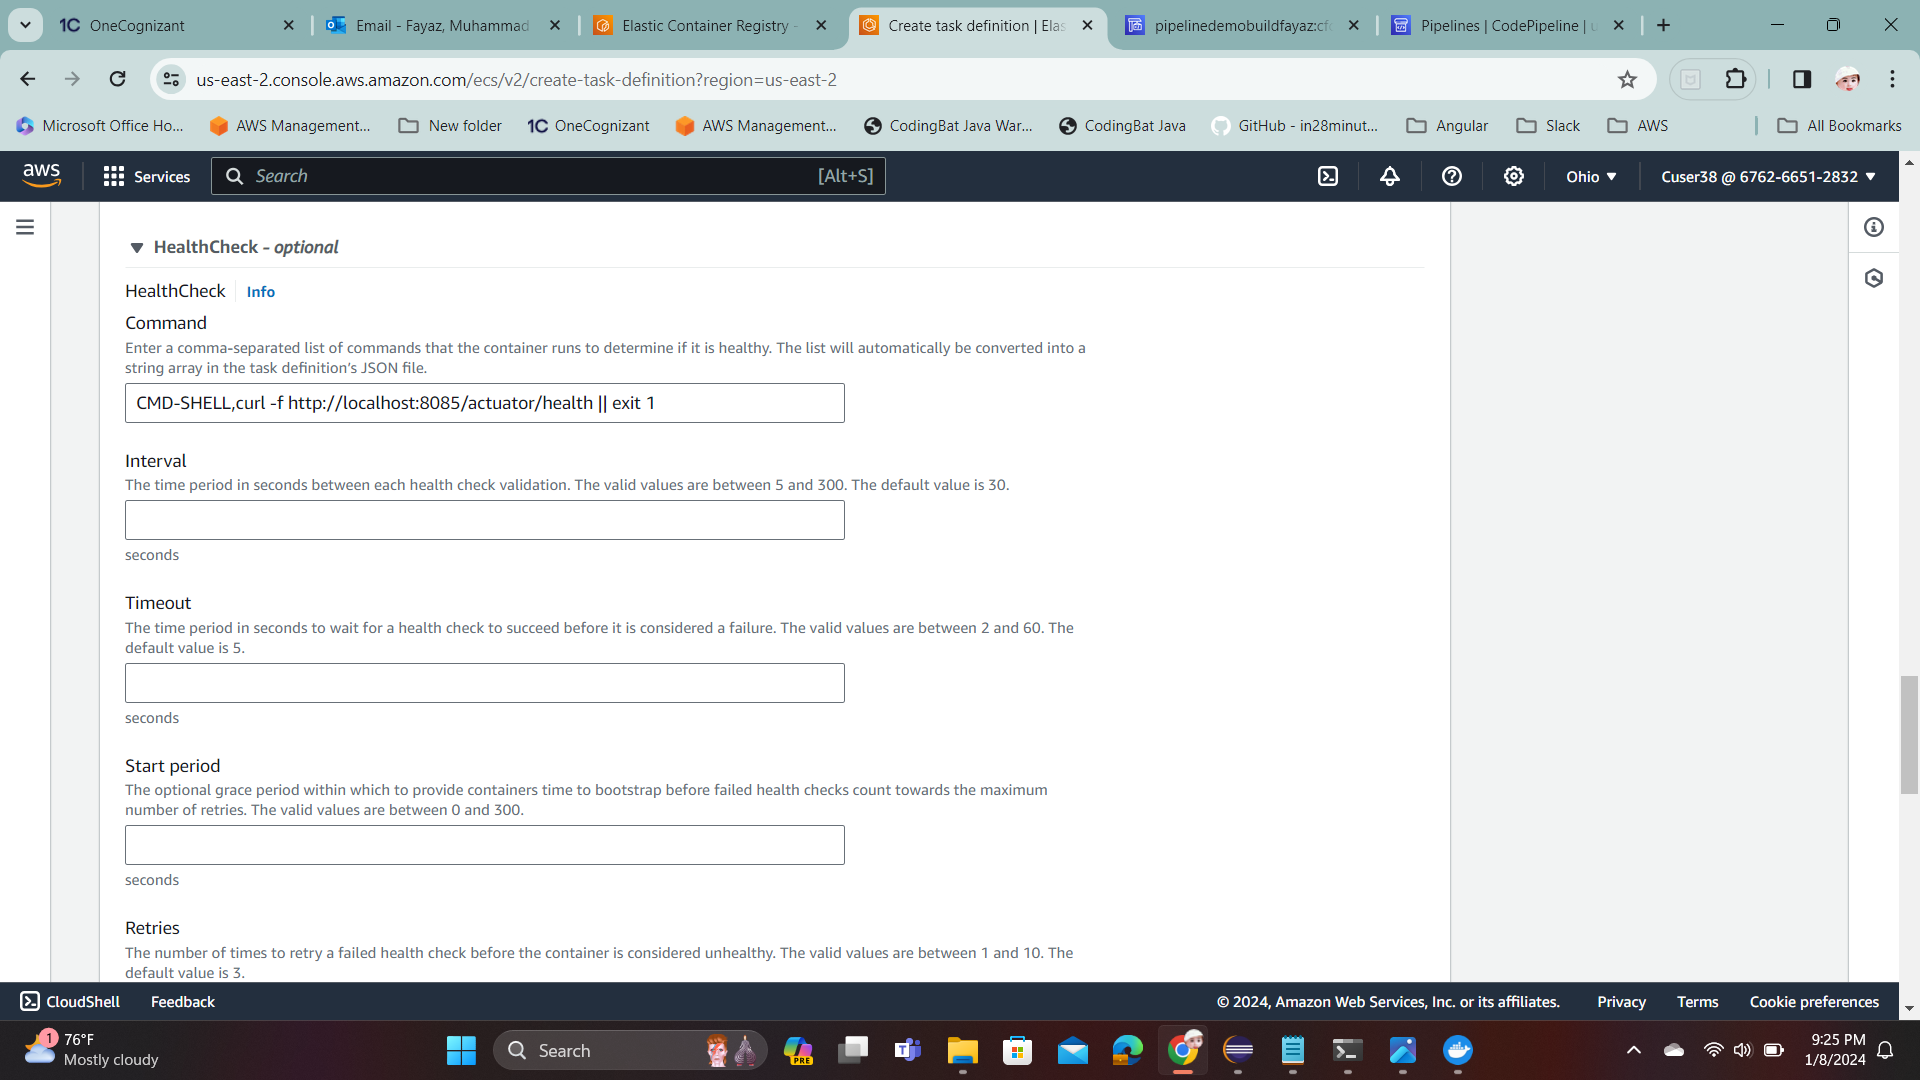 OneCognizant
Email - Fayaz, Muhammad
Elastic Container Registry -
Create task definition | Elas
pipelinedemobuildfayaz:cfc
Pipelines | CodePipeline | u
us-east-2.console.aws.amazon.com/ecs/v2/create-task-definition?region=us-east-2
Microsoft Office Ho...
AWS Management...
New folder
OneCognizant
AWS Management...
CodingBat Java War...
CodingBat Java
GitHub - in28minut...
Angular
Slack
AWS
All Bookmarks
aws
Services
Search
[Alt+S]
Ohio
Cuser38 @ 6762-6651-2832
HealthCheck - optional
HealthCheck
Info
Command
Enter a comma-separated list of commands that the container runs to determine if it is healthy. The list will automatically be converted into a
string array in the task definition's JSON file.
CMD-SHELL,curl -f http://localhost:8085/actuator/health || exit 1
Interval
The time period in seconds between each health check validation. The valid values are between 5 and 300. The default value is 30.
seconds
Timeout
The time period in seconds to wait for a health check to succeed before it is considered a failure. The valid values are between 2 and 60. The
default value is 5.
seconds
Start period
The optional grace period within which to provide containers time to bootstrap before failed health checks count towards the maximum
number of retries. The valid values are between 0 and 300.
seconds
Retries
The number of times to retry a failed health check before the container is considered unhealthy. The valid values are between 1 and 10. The
default value is 3.
CloudShell
Feedback
© 2024, Amazon Web Services, Inc. or its affiliates.
Privacy
Terms
Cookie preferences
1
76°F
Mostly cloudy
Search
PRE
9:25 PM
1/8/2024